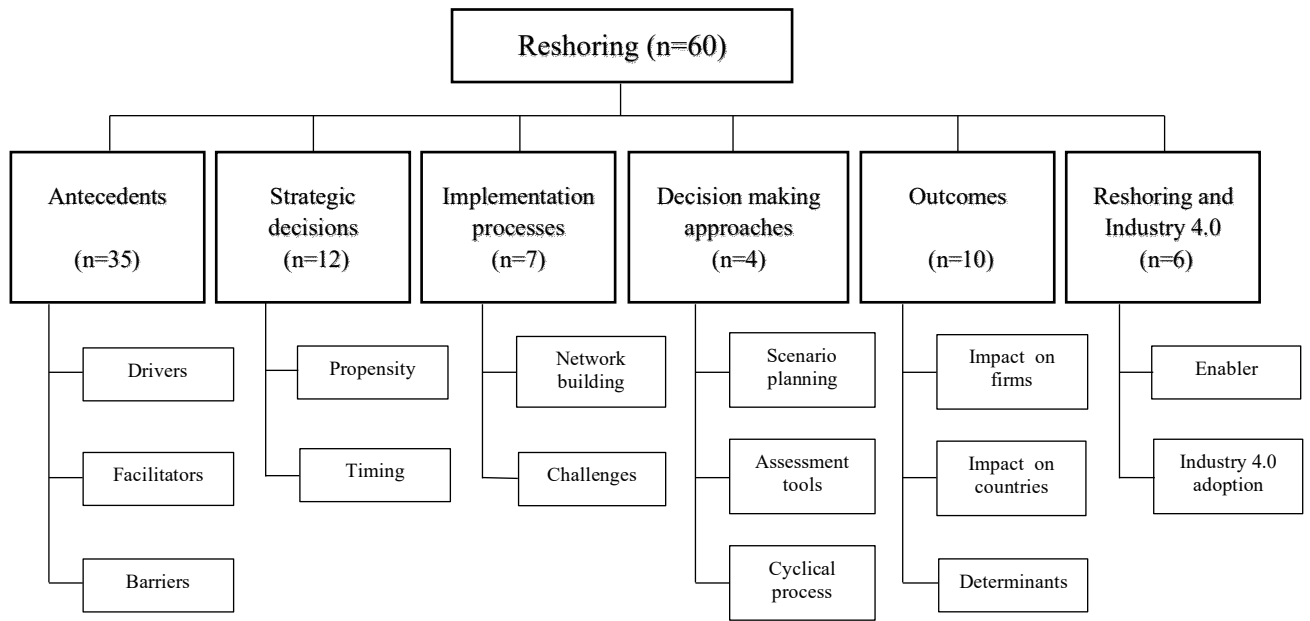 Reshoring (n=60)
Antecedents
(n=35)
Strategic
decisions
(n=12)
Implementation
processes
(n=7)
Decision making
approaches
(n=4)
Outcomes
(n=10)
Reshoring and
Industry 4.0
(n=6)
Drivers
Facilitators
Barriers
Propensity
Timing
Network
building
Challenges
Scenario
planning
Assessment
tools
Cyclical
process
Impact on
firms
Impact on
countries
Determinants
Enabler
Industry 4.0
adoption